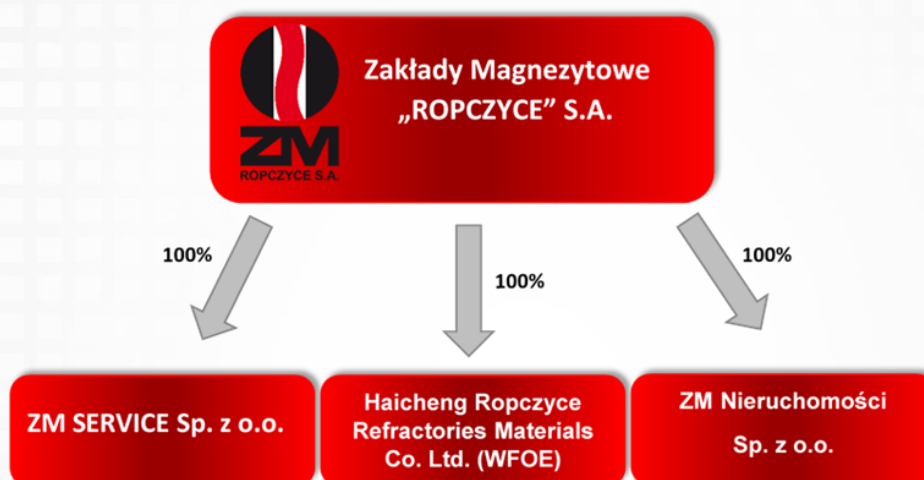 Zakłady Magnezytowe
„ROPCZYCE” S.A.
ZM
ROPCZYCE S.A.
100%
100%
100%
ZM SERVICE Sp. z o.o.
Haicheng Ropczyce
Refractories Materials
Co. Ltd. (WFOE)
ZM Nieruchomości
Sp. z o.o.